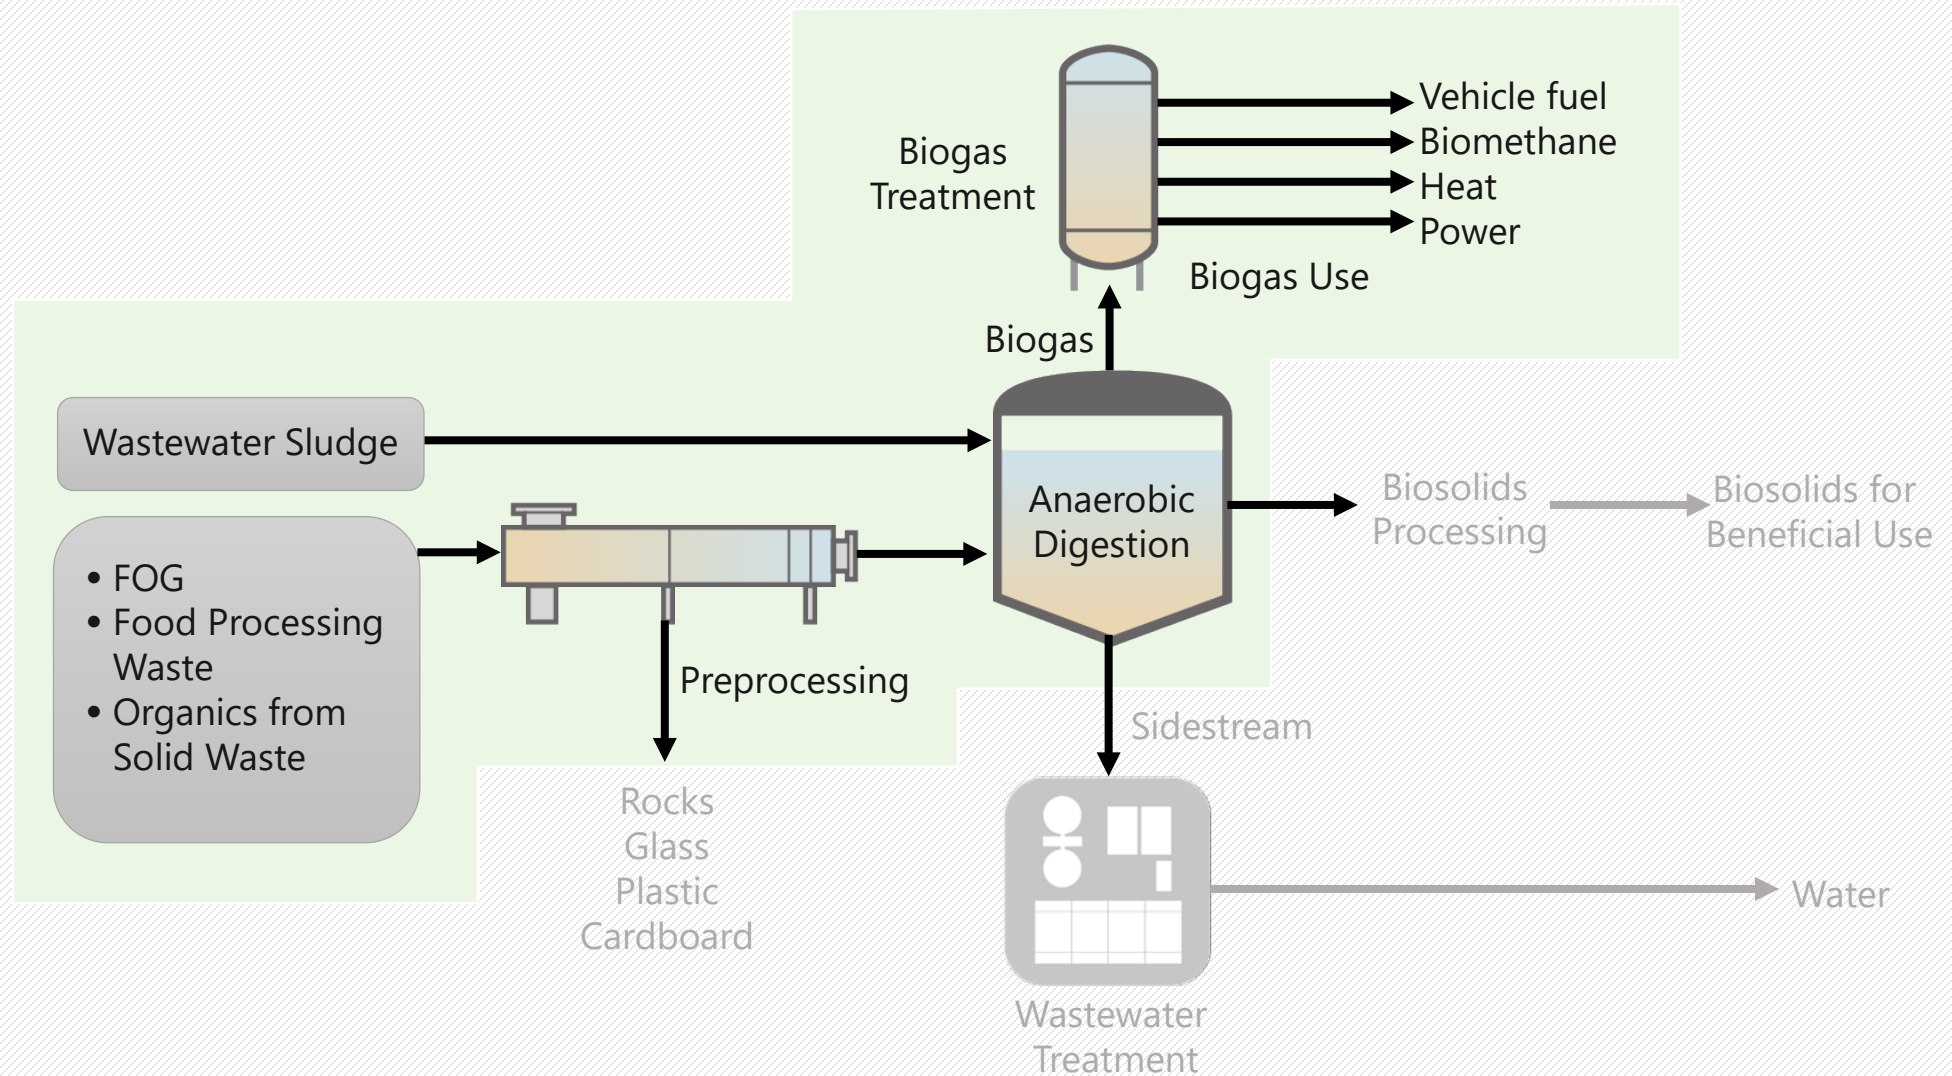 Vehicle fuel
Biomethane
Heat
Power
Biogas
Treatment
Biogas Use
Biogas
Wastewater Sludge
Anaerobic
Digestion
Biosolids
Processing
Biosolids for
Beneficial Use
• FOG
• Food Processing
Waste
• Organics from
Solid Waste
Preprocessing
Sidestream
Rocks
Glass
Plastic
Cardboard
Water
Wastewater
Treatment